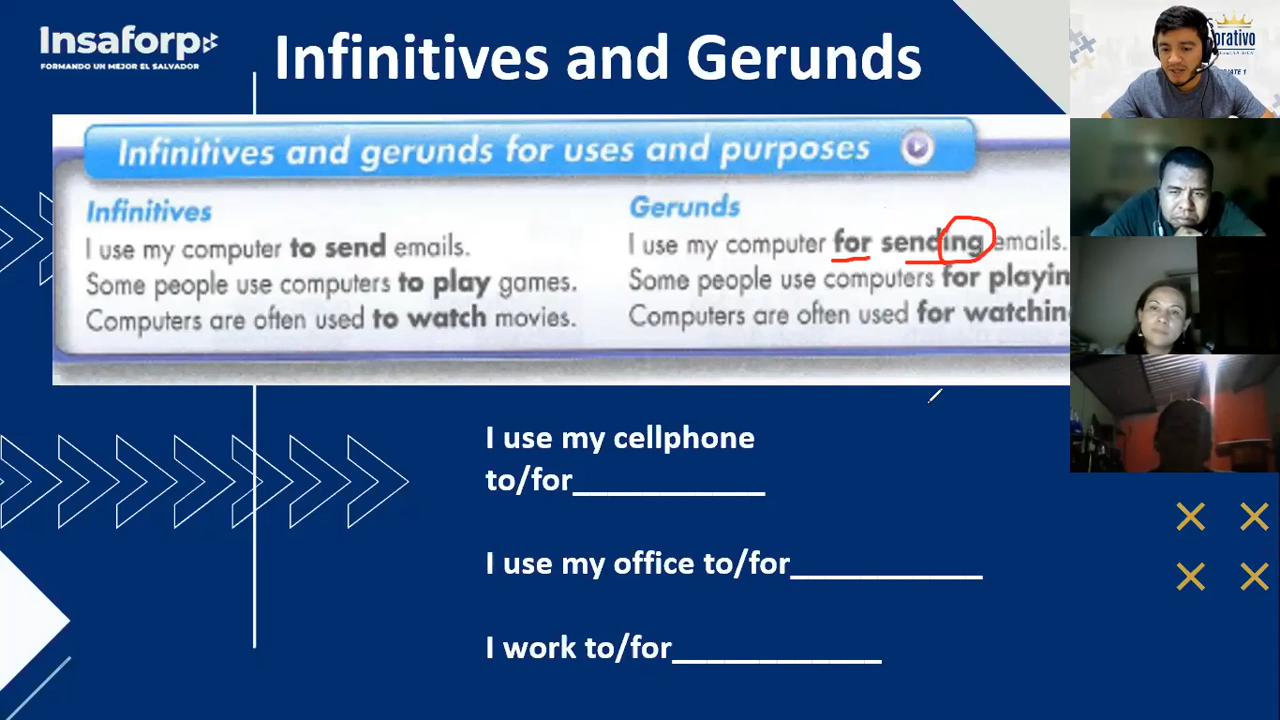 Insaforp
FORMANDO UN MEJOR EL SALVADOR
Infinitives and Gerunds
Infinitives and gerunds for uses and purposes
Infinitives
I use my computer to send emails.
Some people use computers to play games.
Computers are often used to watch movies.
Gerunds
I use my computer for sending emails.
Some people use computers for playin
Computers are often used for watchin
I use my cellphone
to/for____________
I use my office to/for____________
I work to/for_____________
orativo